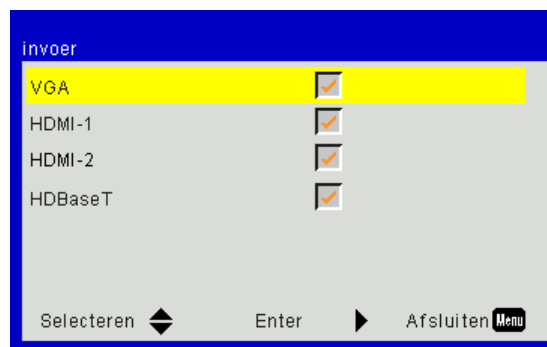 invoer
VGA
HDMI-1
HDMI-2
HDBaseT
Selecteren Enter Afsluiten Menu